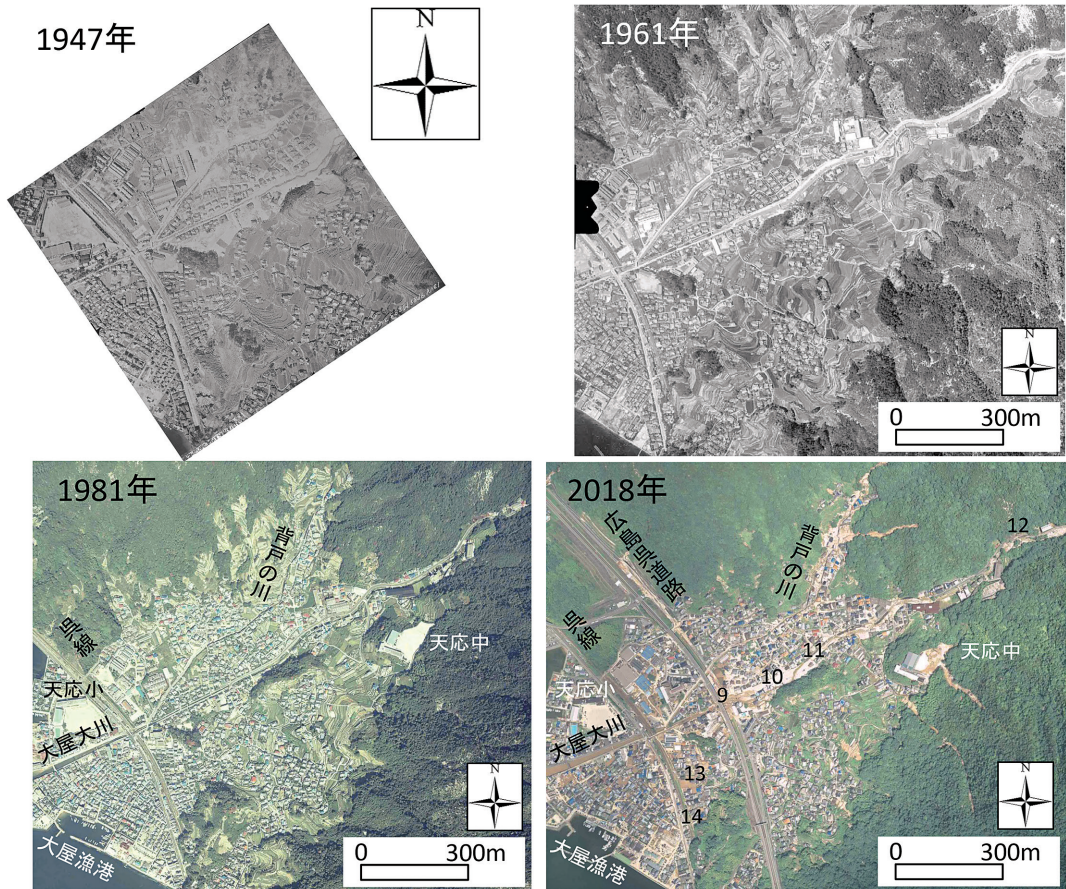 1947年
N
1961年
N
0 300m
1981年
背戸の川
呉線
天応中
天応小
大屋大川
大屋漁港
N
0 300m
2018年
広島呉道路
背戸の川
12
呉線
11
天応中
天応小
10
9
大屋大川
13
14
大屋漁港
N
0 300m